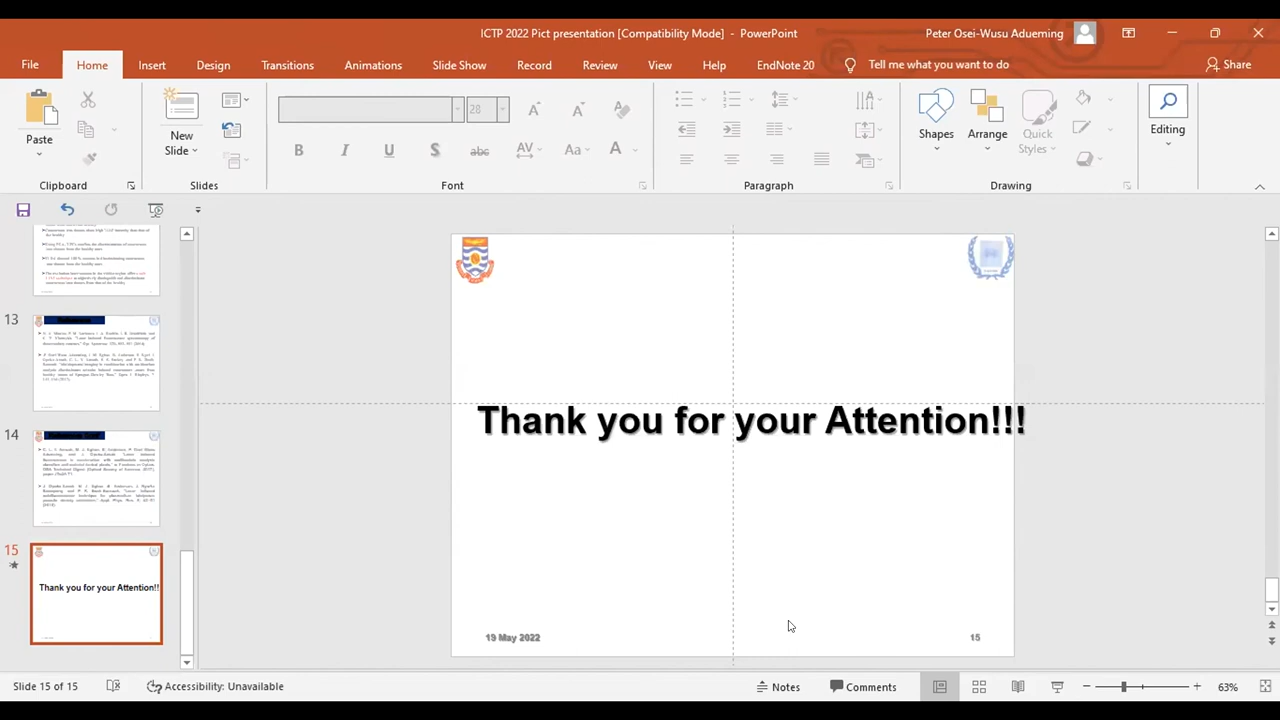 ICTP 2022 Pict presentation [Compatibility Mode] - PowerPoint
Peter Osei-Wusu Adueming
File Home Insert Design Transitions Animations Slide Show Record Review View Help EndNote 20 Tell me what you want to do Share
28
Paste
New Slide
Shapes
Arrange
Quick Styles
Editing
Clipboard
Slides
Font
Paragraph
Drawing
13
14
15
Thank you for your Attention!!
Thank you for your Attention!!!
19 May 2022
15
Slide 15 of 15
Accessibility: Unavailable
Notes
Comments
63%